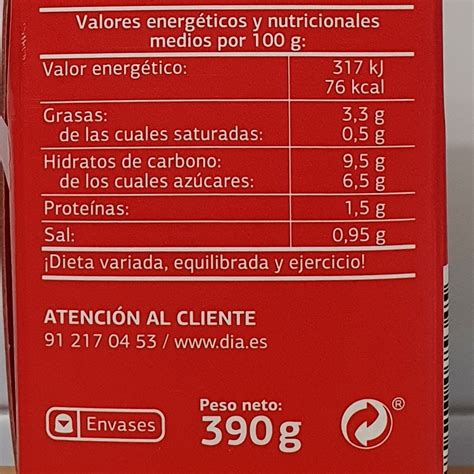 Valores energéticos y nutricionales
medios por 100 g:
Valor energético: 317 kJ
76 kcal
Grasas: 3,3 g
de las cuales saturadas: 0,5 g
Hidratos de carbono: 9,5 g
de los cuales azúcares: 6,5 g
Proteínas: 1,5 g
Sal: 0,95 g
¡Dieta variada, equilibrada y ejercicio!
ATENCIÓN AL CLIENTE
91 217 04 53 / www.dia.es
Envases
Peso neto:
390 g
®